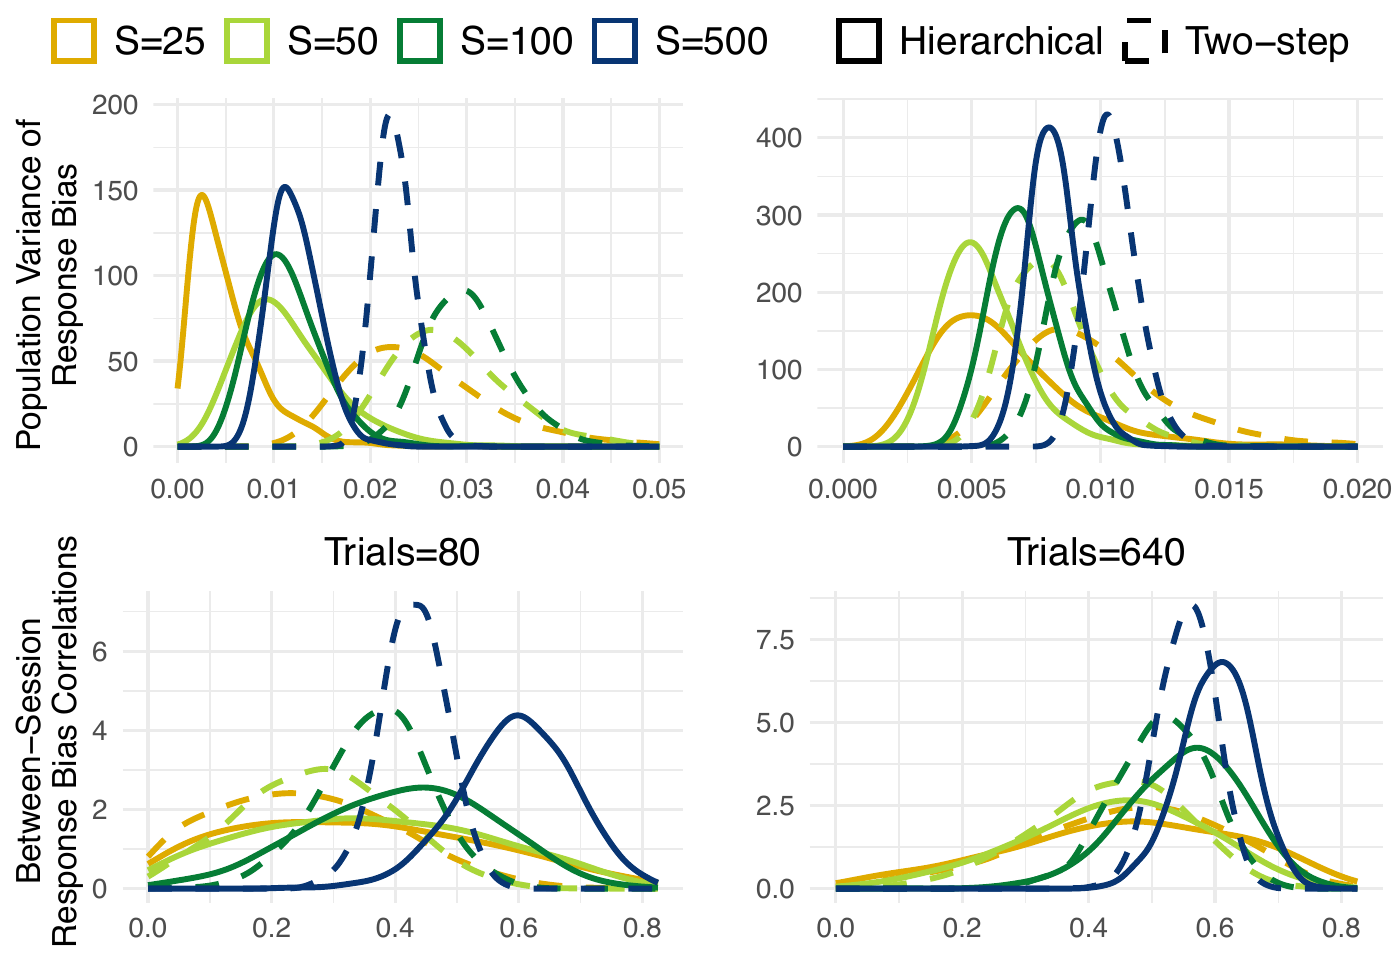 S=25 S=50 S=100 S=500 Hierarchical Two−step
Population Variance of
Response Bias
200
150
100
50
0
0.00 0.01 0.02 0.03 0.04 0.05
400
300
200
100
0
0.000 0.005 0.010 0.015 0.020
Trials=80 Trials=640
Between−Session
Response Bias Correlations
6
4
2
0
0.0 0.2 0.4 0.6 0.8
7.5
5.0
2.5
0.0
0.0 0.2 0.4 0.6 0.8